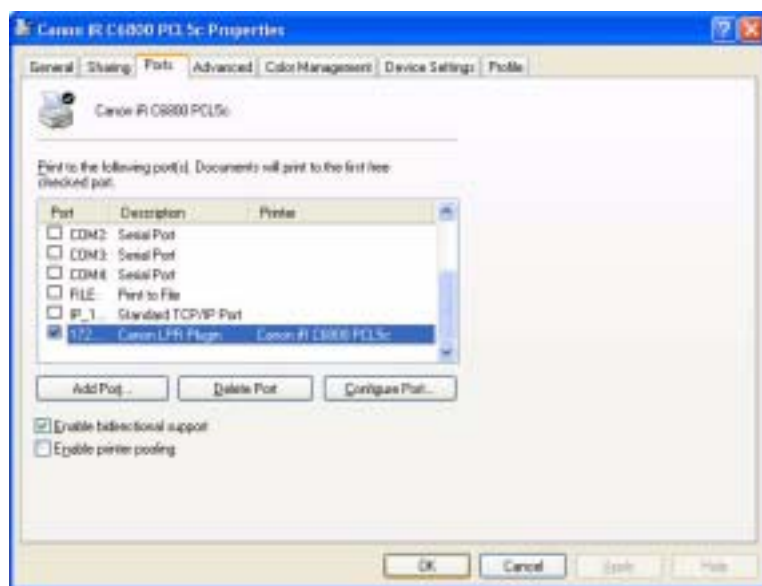 Canon iR C6800 PCL5c Properties
General Sharing Ports Advanced Color Management Device Settings Profile
Canon iR C6800 PCL5c
Print to the following port(s). Documents will print to the first free
checked port.
Port Description Printer
COM2: Serial Port
COM3: Serial Port
COM4: Serial Port
FILE: Print to File
IP_1... Standard TCP/IP Port
172... Canon LPR Plugin Canon iR C6800 PCL5c
Add Port... Delete Port Configure Port...
Enable bidirectional support
Enable printer pooling
OK Cancel Apply Help